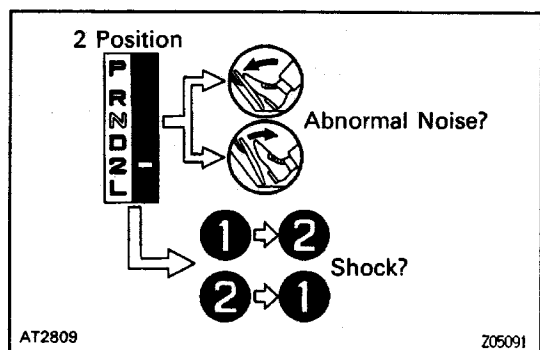 2 Position
P
R
N
D
2
L
Abnormal Noise?
1 2
Shock?
2 1
AT2809
Z05091